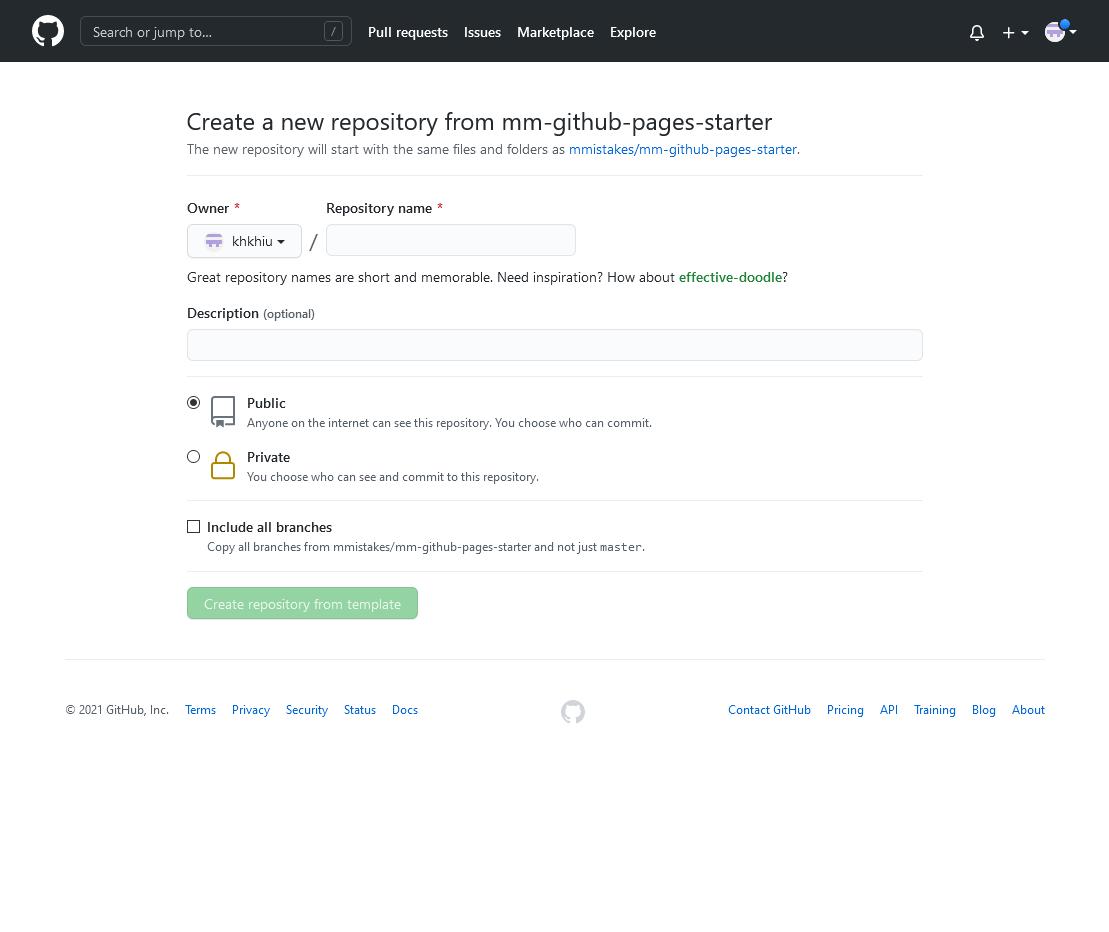 Search or jump to... / Pull requests Issues Marketplace Explore
Create a new repository from mm-github-pages-starter
The new repository will start with the same files and folders as mmistakes/mm-github-pages-starter.
Owner * Repository name *
khkhiu /
Great repository names are short and memorable. Need inspiration? How about effective-doodle?
Description (optional)
Public
Anyone on the internet can see this repository. You choose who can commit.
Private
You choose who can see and commit to this repository.
Include all branches
Copy all branches from mmistakes/mm-github-pages-starter and not just master.
Create repository from template
© 2021 GitHub, Inc. Terms Privacy Security Status Docs Contact GitHub Pricing API Training Blog About